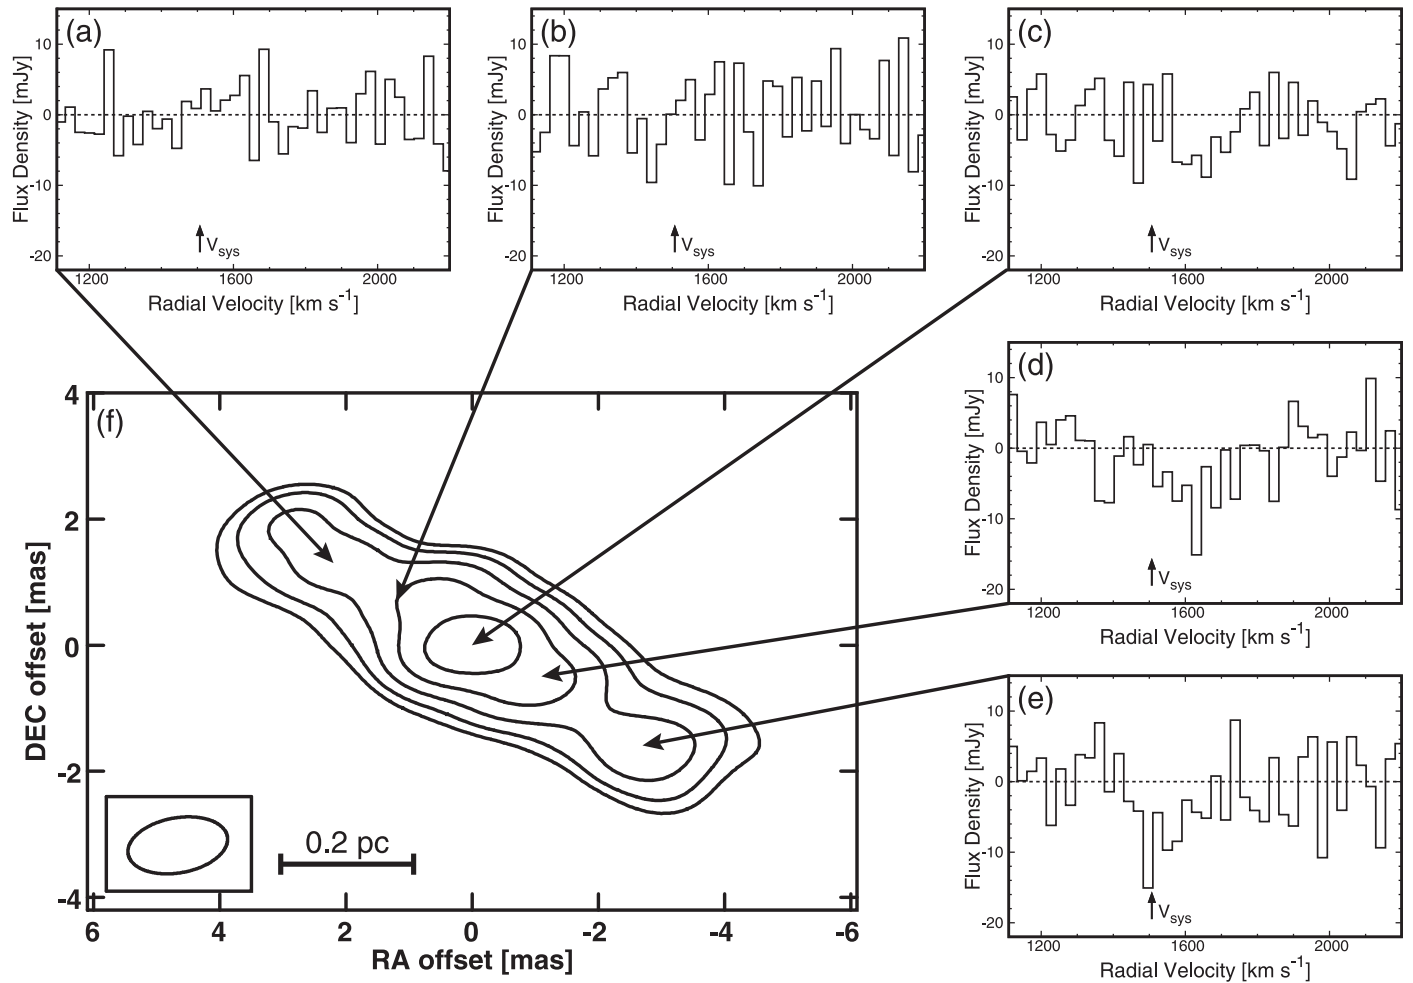 (a)
10
0
-10
-20
Flux Density [mJy]
Vsys
1200 1600 2000
Radial Velocity [km s-1]
(b)
10
0
-10
-20
Flux Density [mJy]
Vsys
1200 1600 2000
Radial Velocity [km s-1]
(c)
10
0
-10
-20
Flux Density [mJy]
Vsys
1200 1600 2000
Radial Velocity [km s-1]
(d)
10
0
-10
-20
Flux Density [mJy]
Vsys
1200 1600 2000
Radial Velocity [km s-1]
(e)
10
0
-10
-20
Flux Density [mJy]
Vsys
1200 1600 2000
Radial Velocity [km s-1]
(f)
4
2
0
-2
-4
DEC offset [mas]
0.2 pc
6 4 2 0 -2 -4 -6
RA offset [mas]